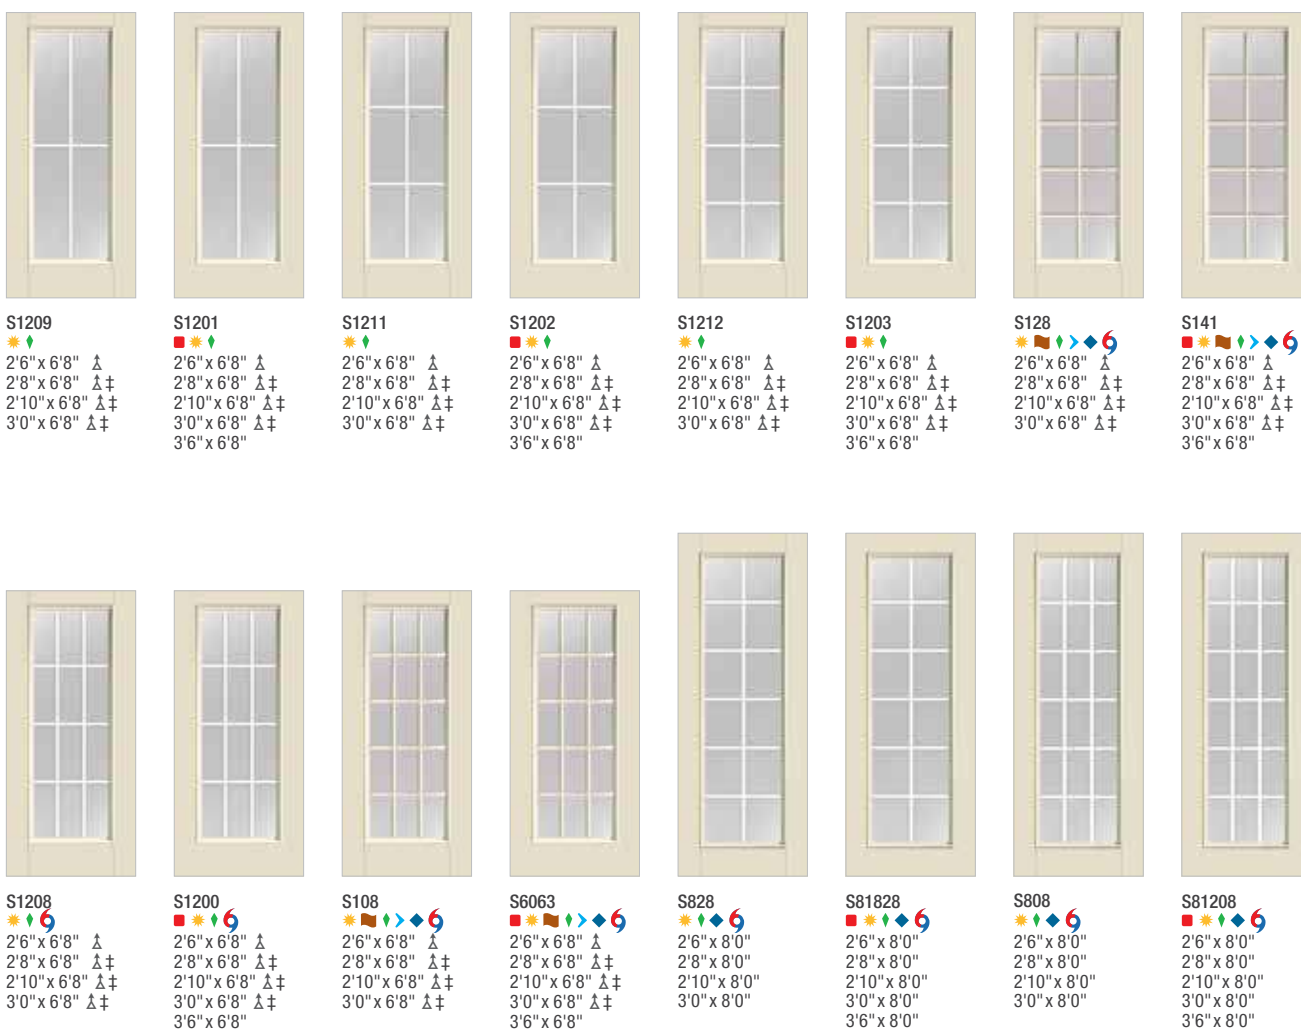 S1209
2'6" x 6'8"
2'8" x 6'8" ‡
2'10" x 6'8" ‡
3'0" x 6'8" ‡
S1201
2'6" x 6'8"
2'8" x 6'8" ‡
2'10" x 6'8" ‡
3'0" x 6'8" ‡
3'6" x 6'8"
S1211
2'6" x 6'8"
2'8" x 6'8" ‡
2'10" x 6'8" ‡
3'0" x 6'8" ‡
S1202
2'6" x 6'8"
2'8" x 6'8" ‡
2'10" x 6'8" ‡
3'0" x 6'8" ‡
3'6" x 6'8"
S1212
2'6" x 6'8"
2'8" x 6'8" ‡
2'10" x 6'8" ‡
3'0" x 6'8" ‡
S1203
2'6" x 6'8"
2'8" x 6'8" ‡
2'10" x 6'8" ‡
3'0" x 6'8" ‡
3'6" x 6'8"
S128
2'6" x 6'8"
2'8" x 6'8" ‡
2'10" x 6'8" ‡
3'0" x 6'8" ‡
S141
2'6" x 6'8"
2'8" x 6'8" ‡
2'10" x 6'8" ‡
3'0" x 6'8" ‡
3'6" x 6'8"
S1208
2'6" x 6'8"
2'8" x 6'8" ‡
2'10" x 6'8" ‡
3'0" x 6'8" ‡
S1200
2'6" x 6'8"
2'8" x 6'8" ‡
2'10" x 6'8" ‡
3'0" x 6'8" ‡
3'6" x 6'8"
S108
2'6" x 6'8"
2'8" x 6'8" ‡
2'10" x 6'8" ‡
3'0" x 6'8" ‡
S6063
2'6" x 6'8"
2'8" x 6'8" ‡
2'10" x 6'8" ‡
3'0" x 6'8" ‡
3'6" x 6'8"
S828
2'6" x 8'0"
2'8" x 8'0"
2'10" x 8'0"
3'0" x 8'0"
S81828
2'6" x 8'0"
2'8" x 8'0"
2'10" x 8'0"
3'0" x 8'0"
3'6" x 8'0"
S808
2'6" x 8'0"
2'8" x 8'0"
2'10" x 8'0"
3'0" x 8'0"
S81208
2'6" x 8'0"
2'8" x 8'0"
2'10" x 8'0"
3'0" x 8'0"
3'6" x 8'0"